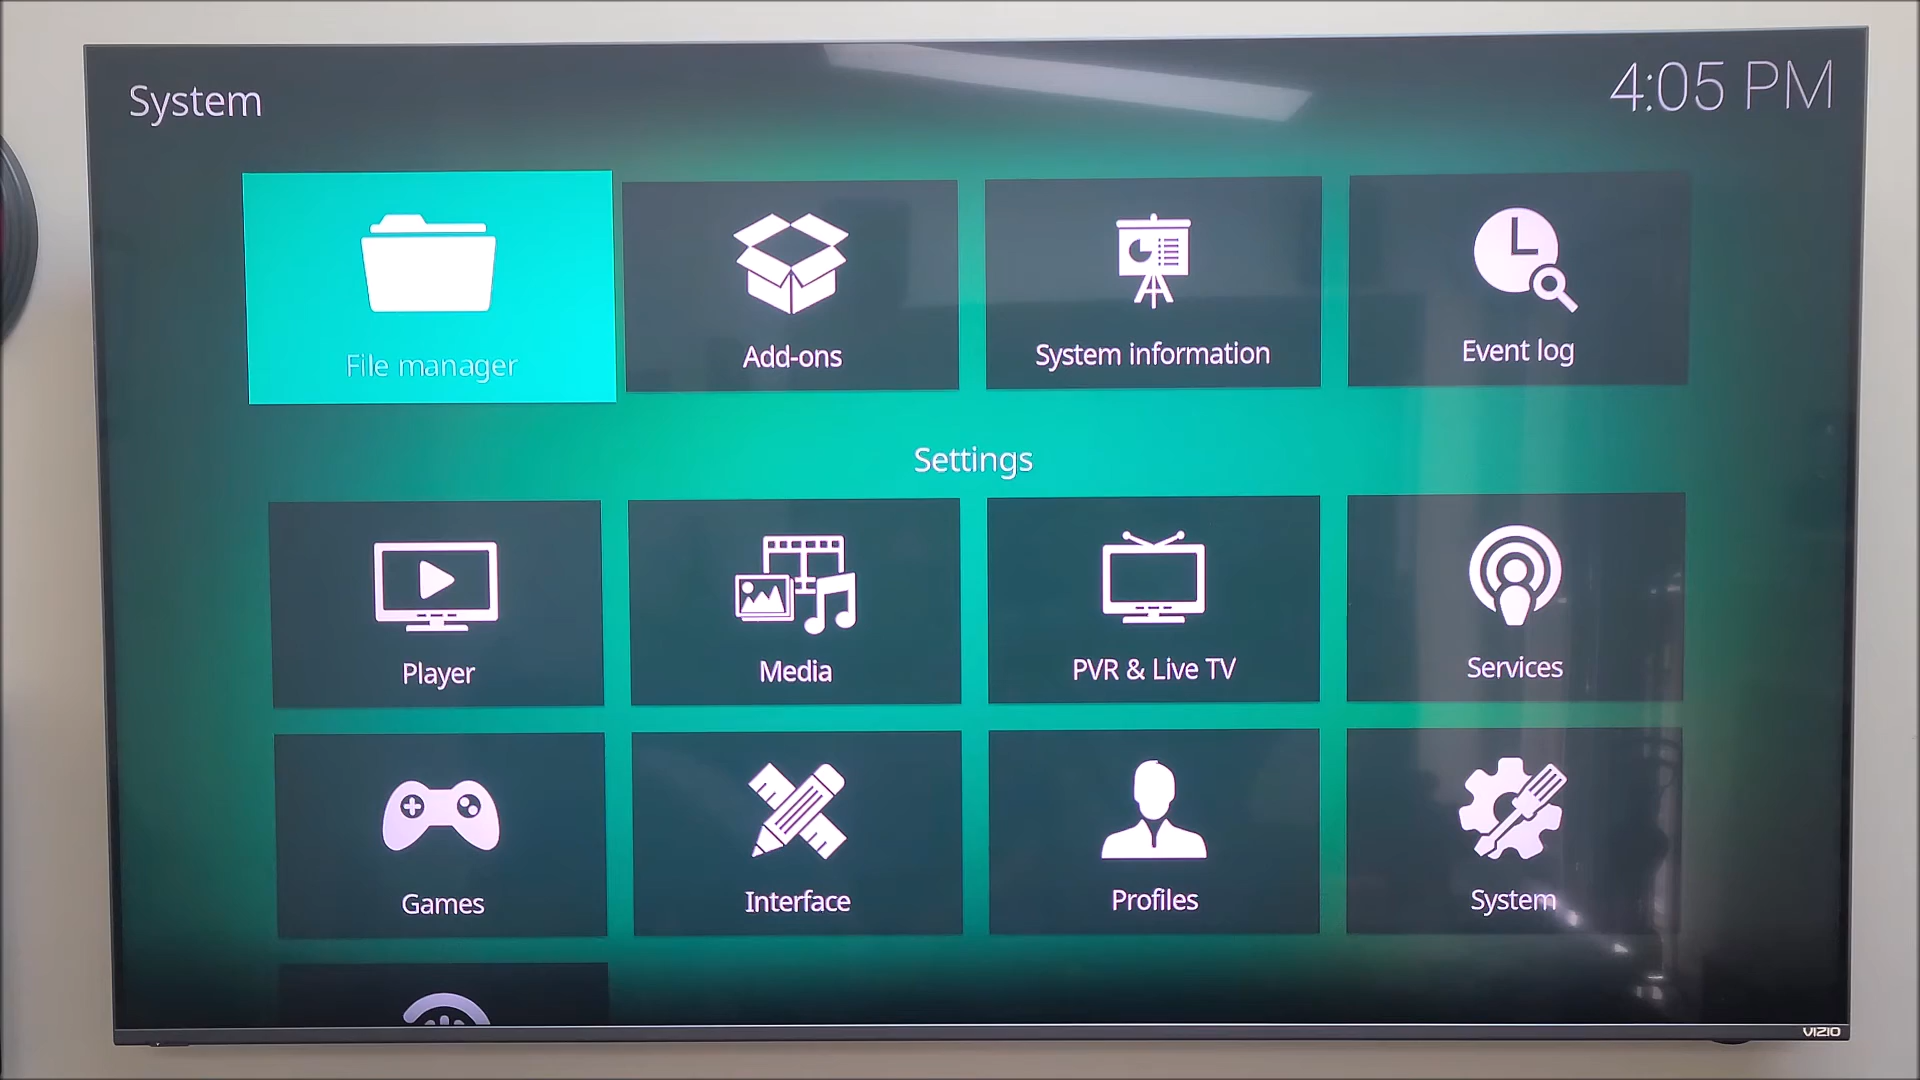 System
4:05 PM
File manager
Add-ons
System information
Event log
Settings
Player
Media
PVR & Live TV
Services
Games
Interface
Profiles
System
VIZIO